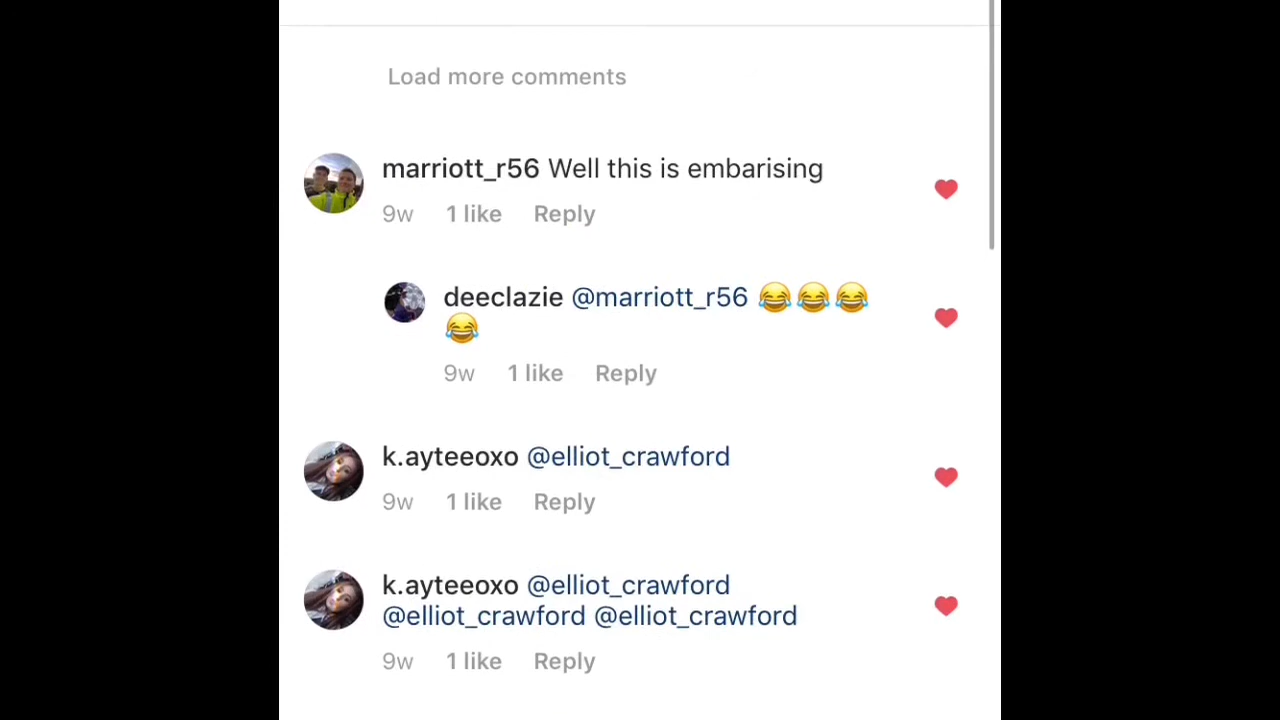 Load more comments
marriott_r56 Well this is embarising
9w 1 like Reply
deeclazie @marriott_r56 😂😂😂
😂
9w 1 like Reply
k.ayteeoxo @elliot_crawford
9w 1 like Reply
k.ayteeoxo @elliot_crawford
@elliot_crawford @elliot_crawford
9w 1 like Reply